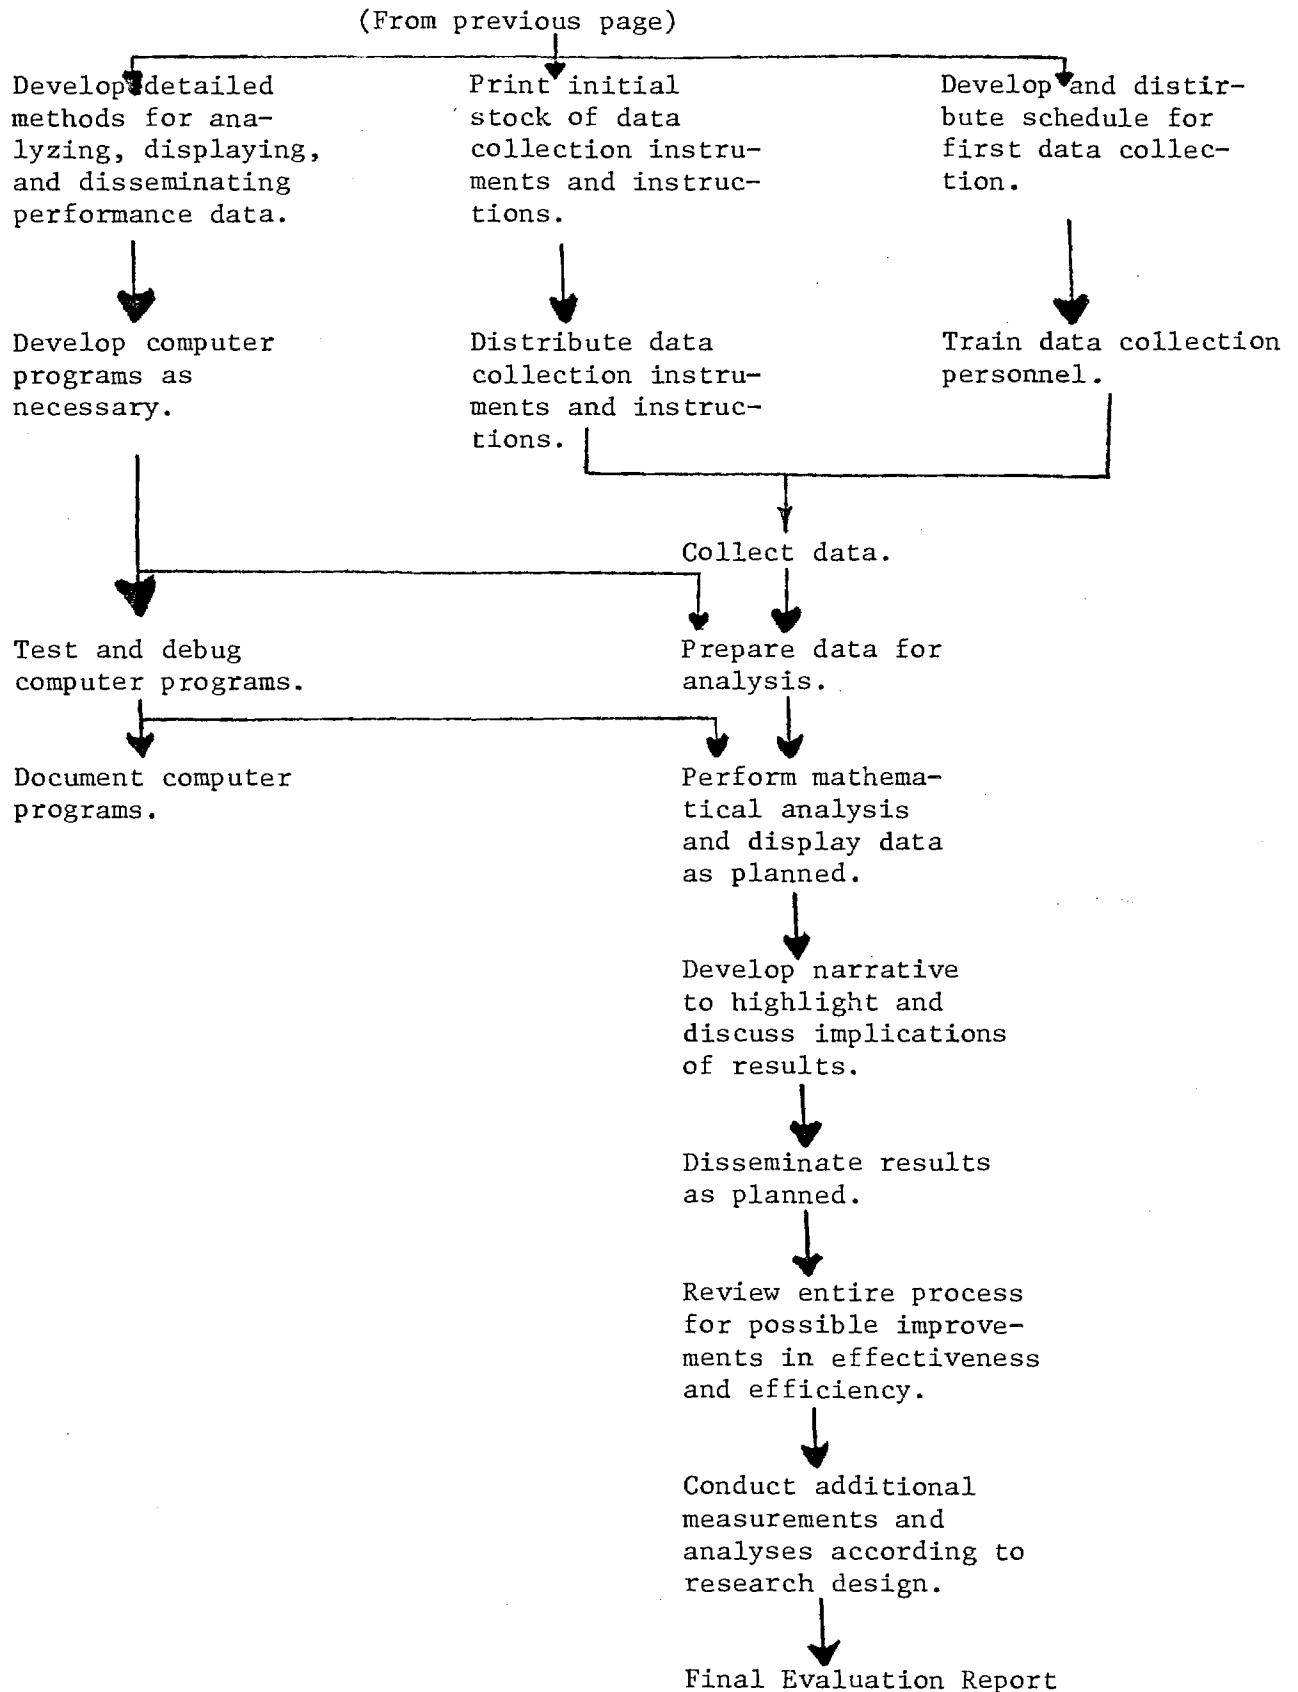 (From previous page)
Develop detailed
methods for ana-
lyzing, displaying,
and disseminating
performance data.
Print initial
stock of data
collection instru-
ments and instruc-
tions.
Develop and distir-
bute schedule for
first data collec-
tion.
Develop computer
programs as
necessary.
Distribute data
collection instru-
ments and instruc-
tions.
Train data collection
personnel.
Collect data.
Test and debug
computer programs.
Prepare data for
analysis.
Document computer
programs.
Perform mathema-
tical analysis
and display data
as planned.
Develop narrative
to highlight and
discuss implications
of results.
Disseminate results
as planned.
Review entire process
for possible improve-
ments in effectiveness
and efficiency.
Conduct additional
measurements and
analyses according to
research design.
Final Evaluation Report